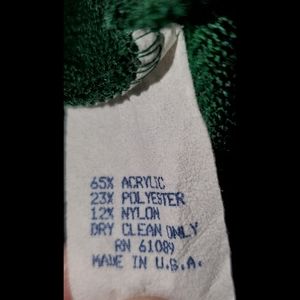 65% ACRYLIC
23% POLYESTER
12% NYLON
DRY CLEAN ONLY
RN 61089
MADE IN U.S.A.